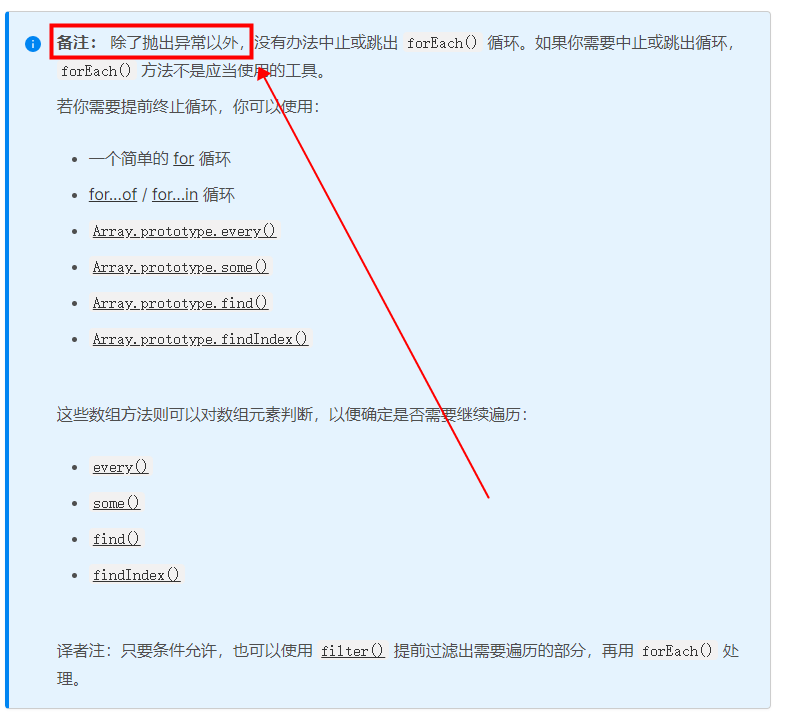 备注： 除了抛出异常以外，没有办法中止或跳出 forEach() 循环。如果你需要中止或跳出循环，
forEach() 方法不是应当使用的工具。
若你需要提前终止循环，你可以使用：
一个简单的 for 循环
for...of / for...in 循环
Array.prototype.every()
Array.prototype.some()
Array.prototype.find()
Array.prototype.findIndex()
这些数组方法则可以对数组元素判断，以便确定是否需要继续遍历：
every()
some()
find()
findIndex()
译者注：只要条件允许，也可以使用 filter() 提前过滤出需要遍历的部分，再用 forEach() 处
理。